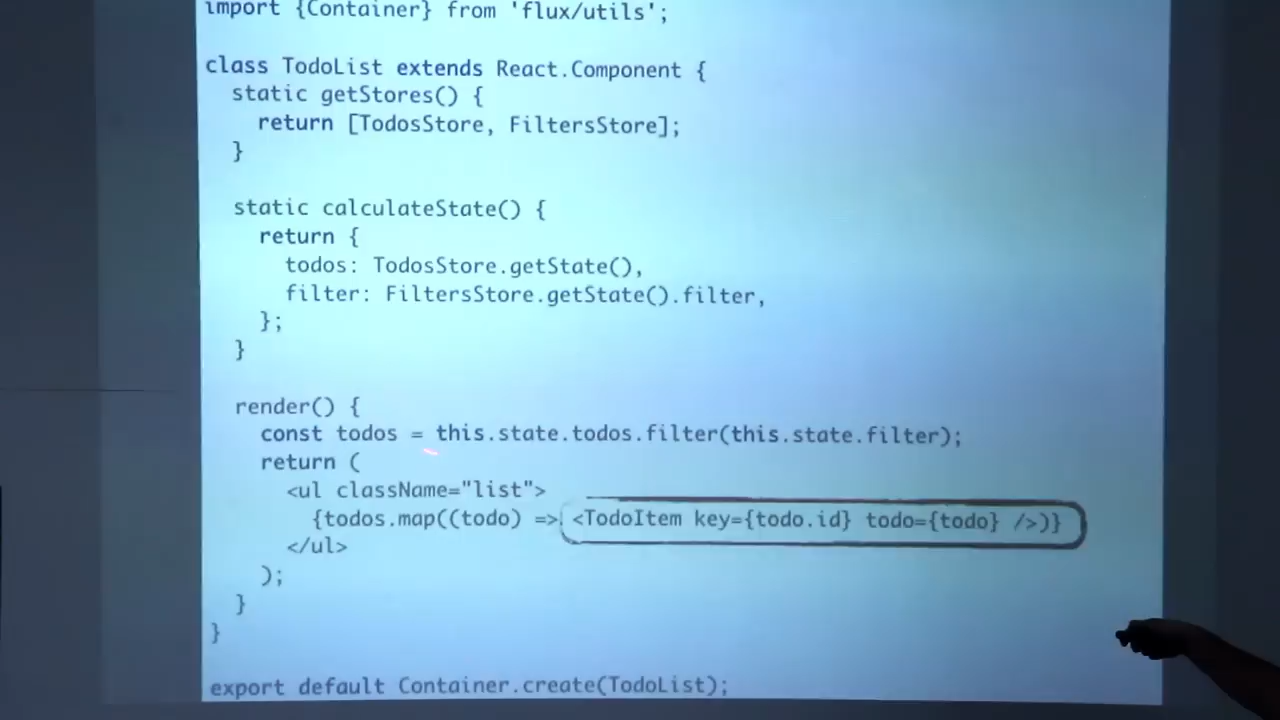 import {Container} from 'flux/utils';
class TodoList extends React.Component {
static getStores() {
return [TodosStore, FiltersStore];
}
static calculateState() {
return {
todos: TodosStore.getState(),
filter: FiltersStore.getState().filter,
};
}
render() {
const todos = this.state.todos.filter(this.state.filter);
return (
<ul className="list">
{todos.map((todo) => <TodoItem key={todo.id} todo={todo} />)}
</ul>
);
}
}
export default Container.create(TodoList);